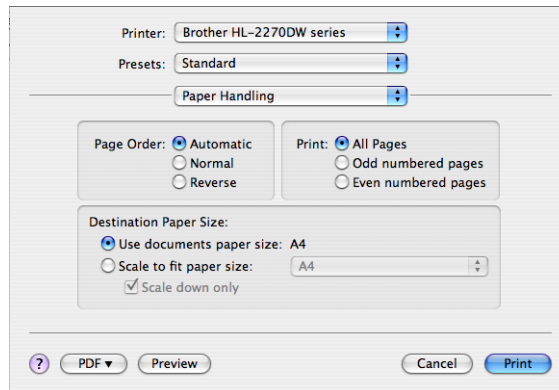 Printer: Brother HL-2270DW series
Presets: Standard
Paper Handling
Page Order: Automatic
Normal
Reverse
Print: All Pages
Odd numbered pages
Even numbered pages
Destination Paper Size:
Use documents paper size: A4
Scale to fit paper size: A4
Scale down only
? PDF▼ Preview Cancel Print